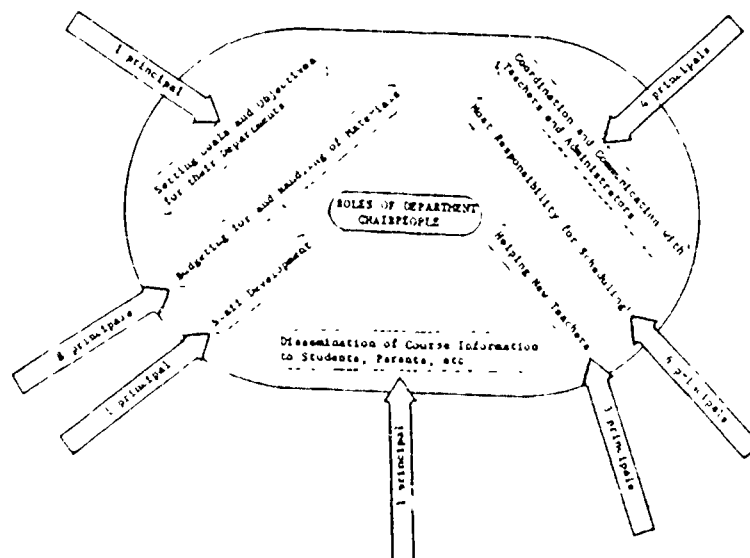 1 principal
Setting Goals and Objectives
for their Departments
Budgeting for and Handling of Materials
Staff Development
ROLES OF DEPARTMENT
CHAIRPEOPLE
Coordination and Communication with
Teachers and Administrators
Most Responsibility for Scheduling
Helping New Teachers
Dissemination of Course Information
to Students, Parents, etc
4 principals
principals
1 principal
1 principal
3 principals
principals